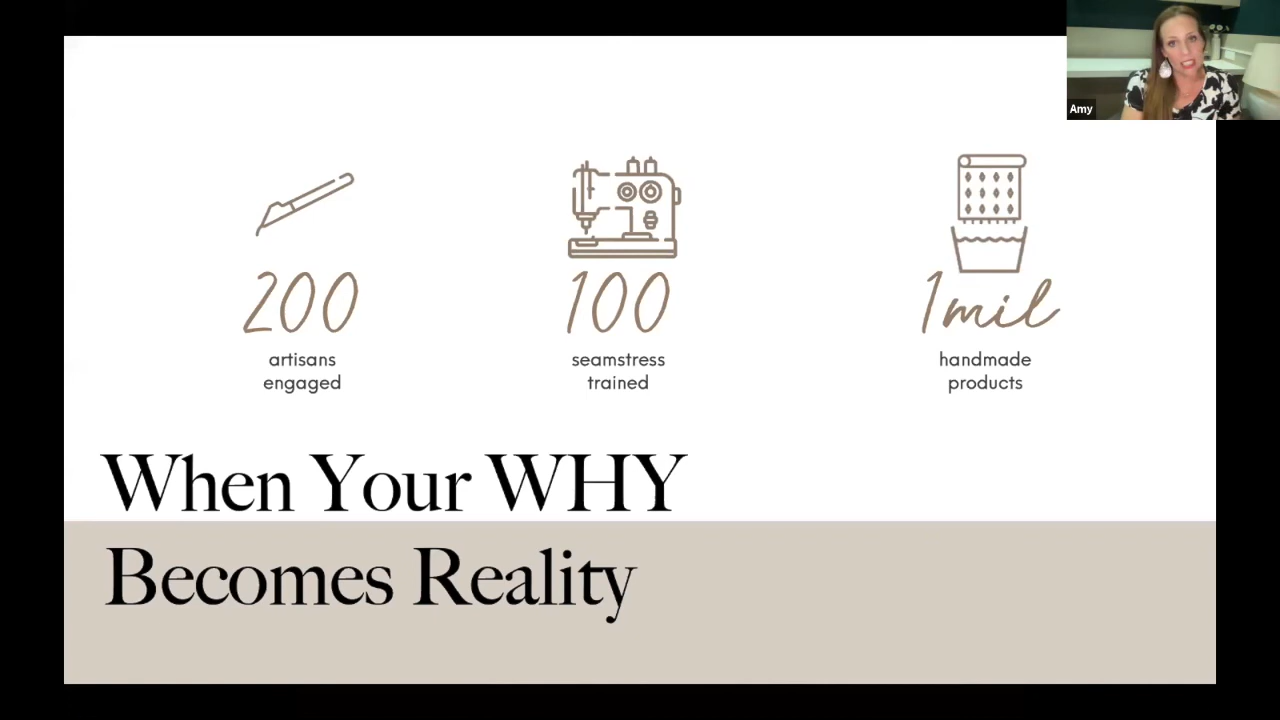 Amy
200
artisans
engaged
100
seamstress
trained
1mil
handmade
products
When Your WHY
Becomes Reality